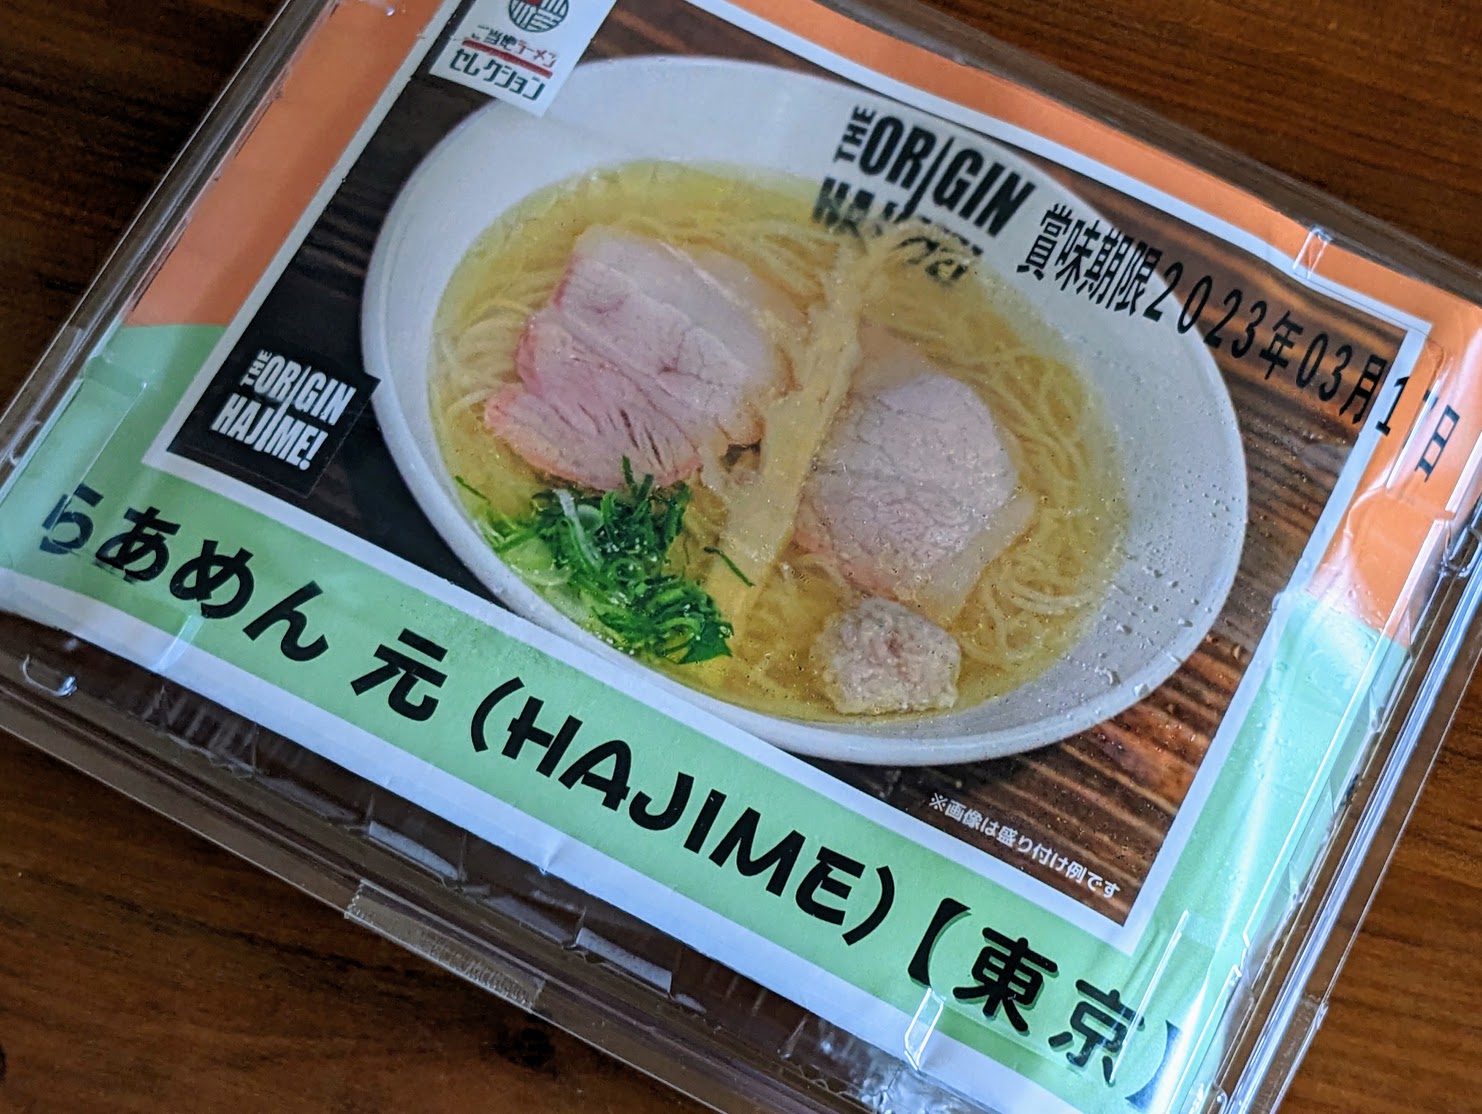 当地ラーメン
セレクション
THE
ORIGIN
賞味期限2023年03月1日
THE
ORIGIN
HAJIME!
らあめん 元(HAJIME)【東京】
※画像は盛り付け例です